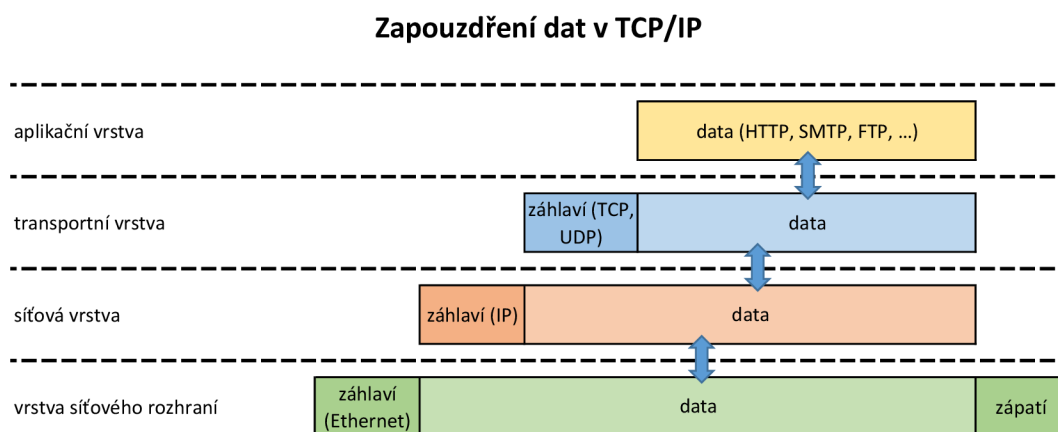 Zapouzdření dat v TCP/IP
aplikační vrstva
data (HTTP, SMTP, FTP, ...)
transportní vrstva
záhlaví (TCP,
UDP)
data
síťová vrstva
záhlaví (IP)
data
vrstva síťového rozhraní
záhlaví
(Ethernet)
data
zápatí